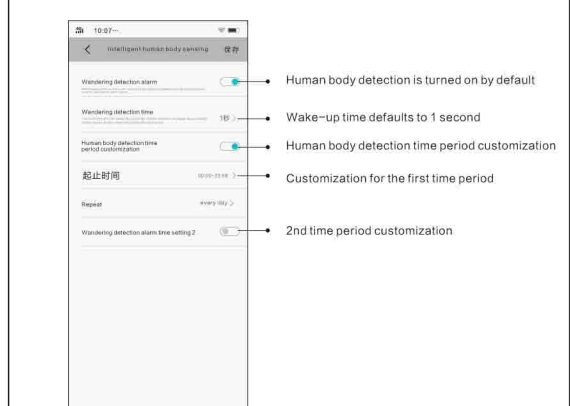 10:07...
Intelligent human body sensing 保存
Wandering detection alarm
Human body detection is turned on by default
Wandering detection time
1秒
Wake-up time defaults to 1 second
Human body detection time
period customization
Human body detection time period customization
起止时间
Customization for the first time period
Repeat
every day
Wandering detection alarm time setting 2
2nd time period customization